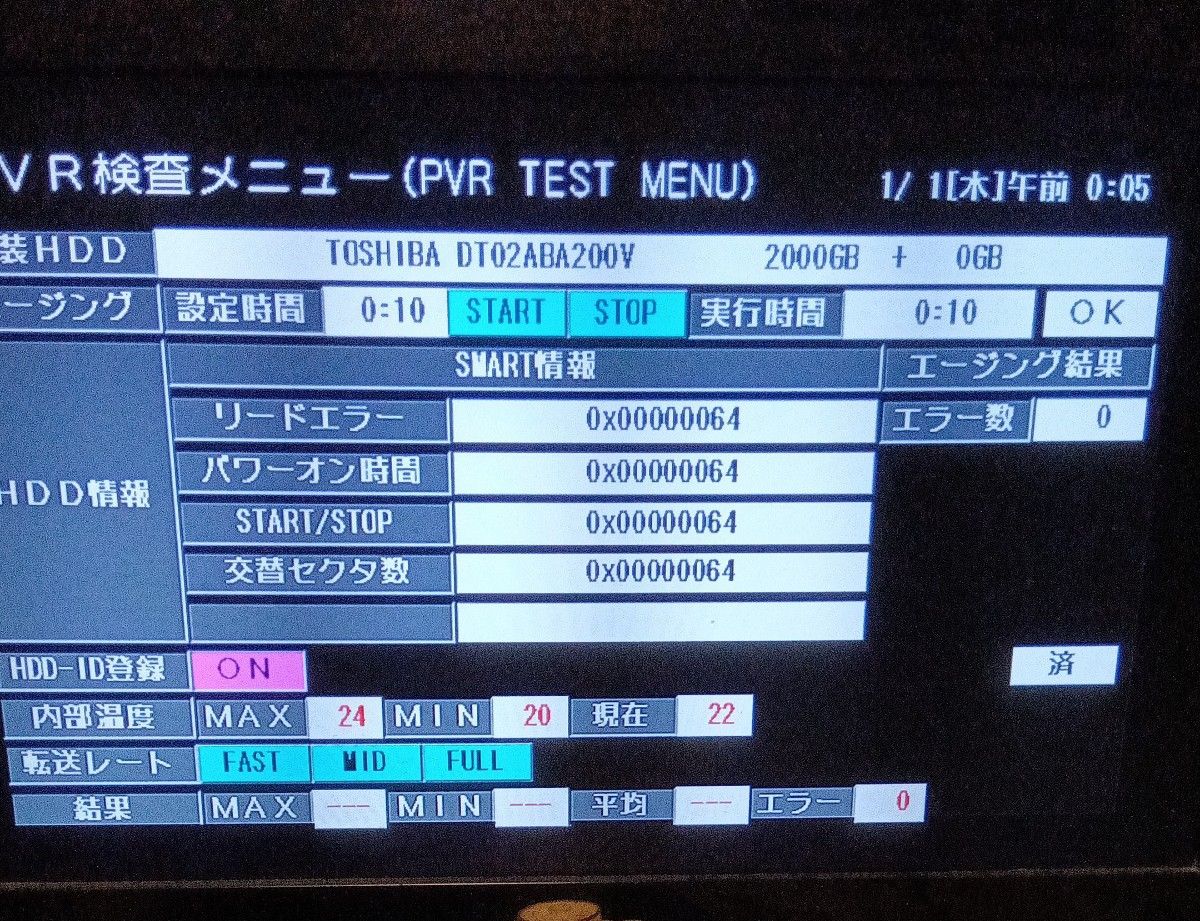 VR検査メニュー(PVR TEST MENU) 1/ 1[木]午前 0:05
装HDD TOSHIBA DT02ABA200V 2000GB + 0GB
ージング 設定時間 0:10 START STOP 実行時間 0:10 OK
SMART情報 エージング結果
リードエラー 0x00000064 エラー数 0
パワーオン時間 0x00000064
HDD情報
START/STOP 0x00000064
交替セクタ数 0x00000064
HDD-ID登録 ON 済
内部温度 MAX 24 MIN 20 現在 22
転送レート FAST MID FULL
結果 MAX --- MIN --- 平均 --- エラー 0